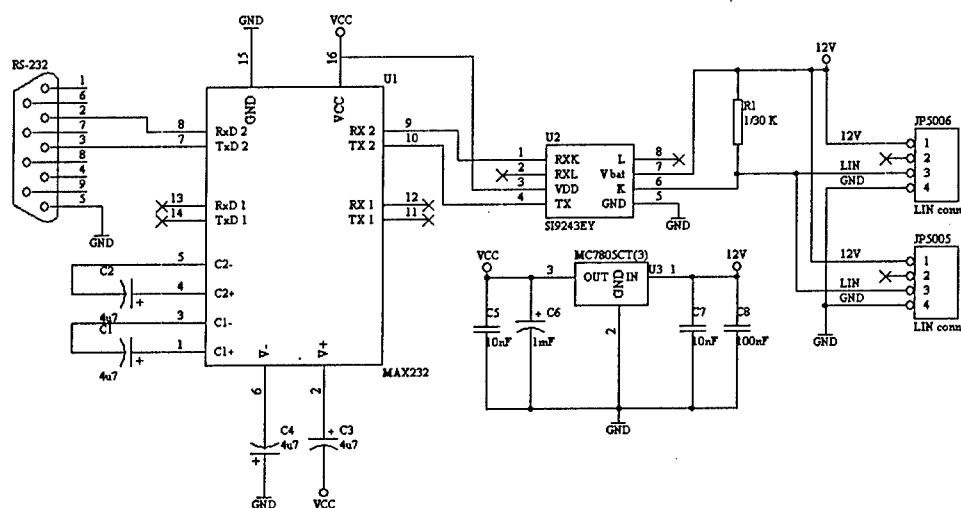 RS-232
1
6
2
7
3
8
4
9
5
GND
GND
15
GND
VCC
16
VCC
U1
8
RxD 2
7
TxD 2
13
RxD 1
14
TxD 1
5
C2-
4
C2+
3
C1-
1
C1+
RX 2
9
TX 2
10
RX 1
12
TX 1
11
V-
V+
MAX232
C2
4u7
C1
4u7
6
2
C4
4u7
C3
4u7
GND
VCC
U2
1
RXK
2
RXL
3
VDD
4
TX
L
8
V bat
7
K
6
GND
5
SI9243EY
GND
R1
1/30 K
12V
12V
LIN
GND
JP5006
1
2
3
4
LIN conn
12V
LIN
GND
JP5005
1
2
3
4
LIN conn
GND
VCC
3
MC7805CT(3)
OUT
GND
IN
U3
1
12V
2
C5
10nF
C6
1mF
C7
10nF
C8
100nF
GND